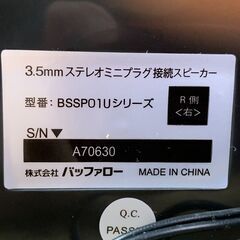 3.5mmステレオミニプラグ接続スピーカー
型番：BSSP01Uシリーズ
R側
<右>
S/N▼
A70630
株式会社 バッファロー MADE IN CHINA
Q.C.
PASS